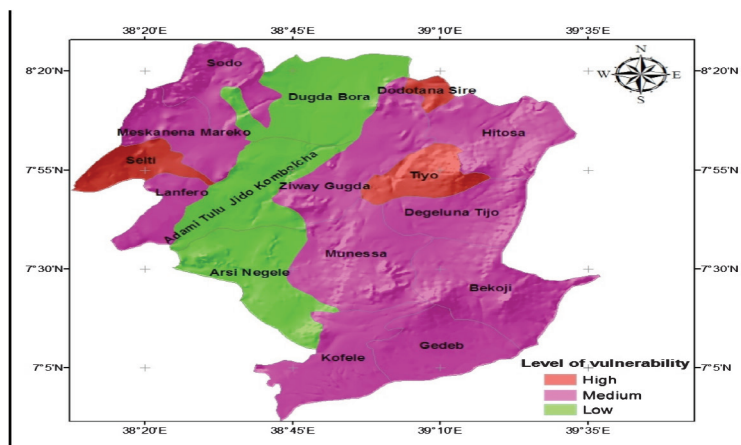 38°20'E 38°45'E 39°10'E 39°35'E
8°20'N 8°20'N
7°55'N 7°55'N
7°30'N 7°30'N
7°5'N 7°5'N
N
W E
S
Sodo
Dugda Bora
Dodotana Sire
Meskanena Mareko
Hitosa
Seiti
Tiyo
Lanfero
Ziway Gugda
Adami Tulu Jido Kombolcha
Degeluna Tijo
Munessa
Arsi Negele
Bekoji
Gedeb
Kofele
Level of vulnerability
High
Medium
Low
38°20'E 38°45'E 39°10'E 39°35'E